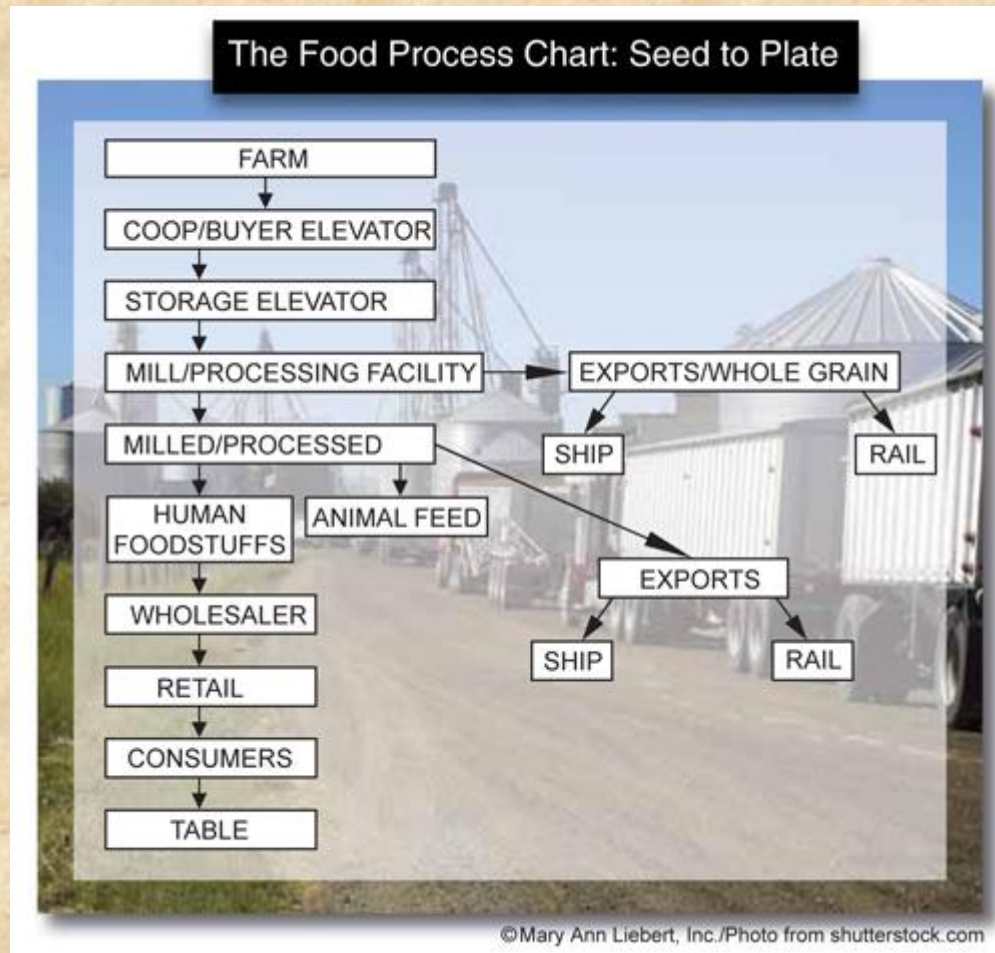 The Food Process Chart: Seed to Plate
FARM
COOP/BUYER ELEVATOR
STORAGE ELEVATOR
MILL/PROCESSING FACILITY
EXPORTS/WHOLE GRAIN
MILLED/PROCESSED
SHIP
RAIL
HUMAN
FOODSTUFFS
ANIMAL FEED
EXPORTS
WHOLESALER
SHIP
RAIL
RETAIL
CONSUMERS
TABLE
©Mary Ann Liebert, Inc./Photo from shutterstock.com